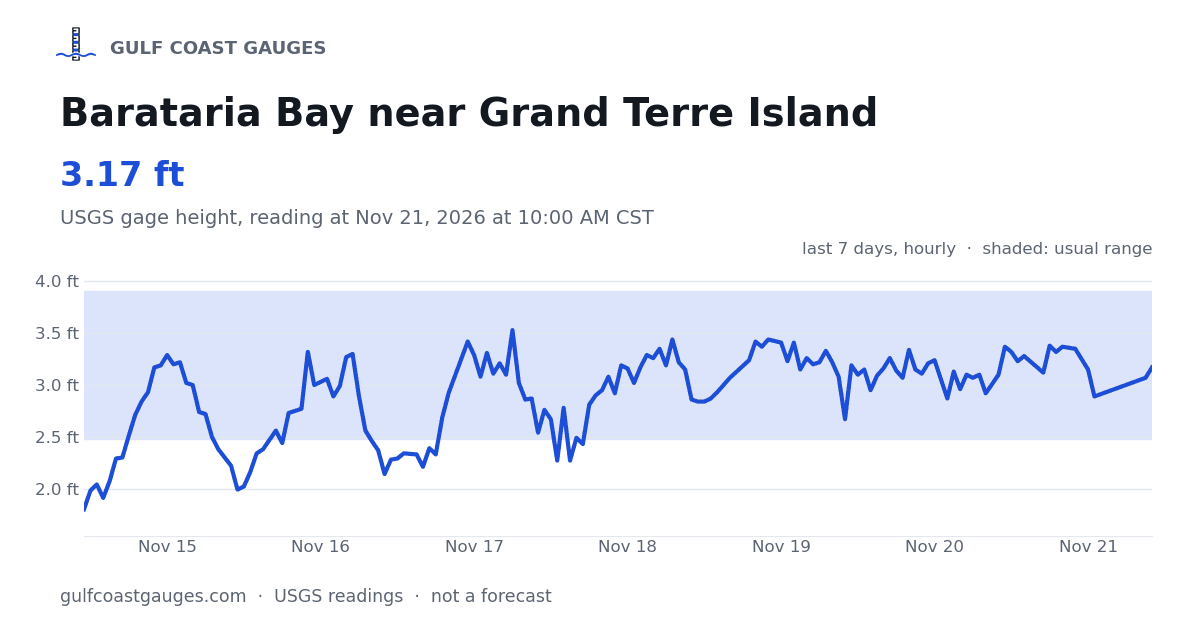 GULF COAST GAUGES
Barataria Bay near Grand Terre Island
3.17 ft
USGS gage height, reading at Nov 21, 2026 at 10:00 AM CST
last 7 days, hourly · shaded: usual range
4.0 ft
3.5 ft
3.0 ft
2.5 ft
2.0 ft
Nov 15 Nov 16 Nov 17 Nov 18 Nov 19 Nov 20 Nov 21
gulfcoastgauges.com · USGS readings · not a forecast